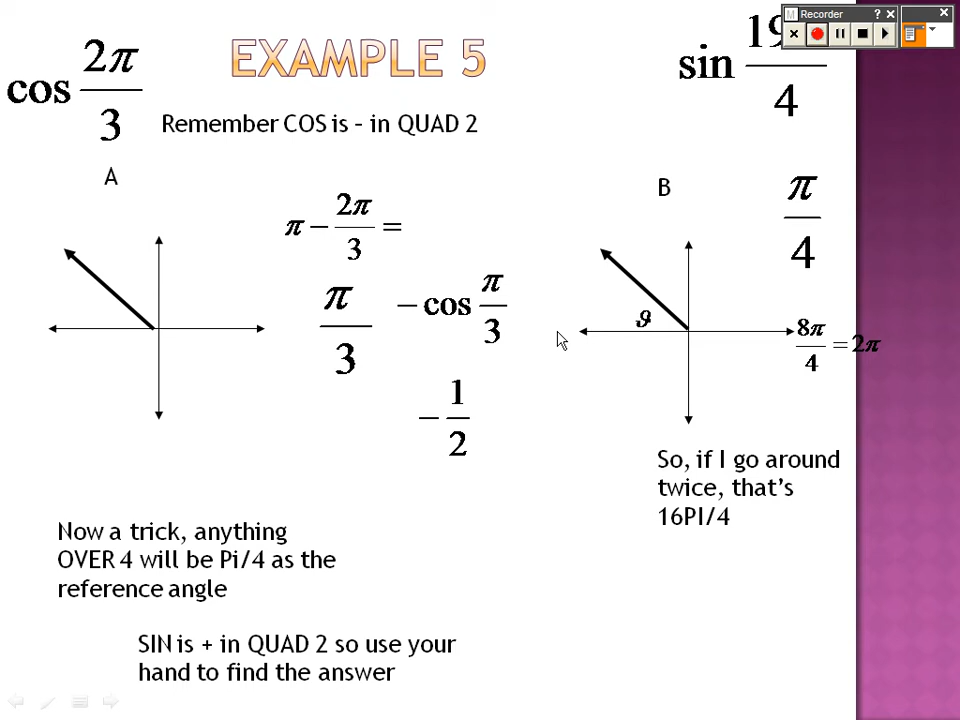 Recorder
EXAMPLE 5
cos 2π/3
sin 19 /4
Remember COS is – in QUAD 2
A
B
π − 2π/3 =
π/3
− cos π/3
− 1/2
π/4
ϑ
8π/4 = 2π
So, if I go around
twice, that's
16PI/4
Now a trick, anything
OVER 4 will be Pi/4 as the
reference angle
SIN is + in QUAD 2 so use your
hand to find the answer